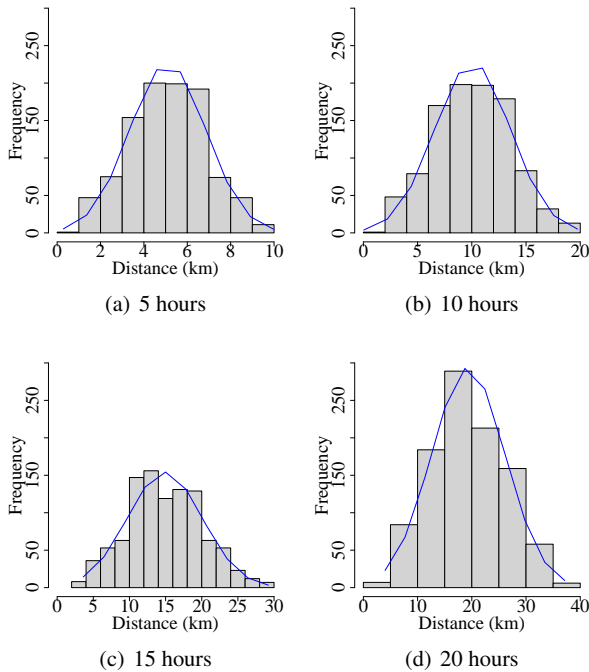 250
150
50
0
Frequency
0 2 4 6 8 10
Distance (km)
(a) 5 hours
250
150
50
0
Frequency
0 5 10 15 20
Distance (km)
(b) 10 hours
250
150
50
0
Frequency
0 5 10 15 20 25 30
Distance (km)
(c) 15 hours
250
150
50
0
Frequency
0 10 20 30 40
Distance (km)
(d) 20 hours